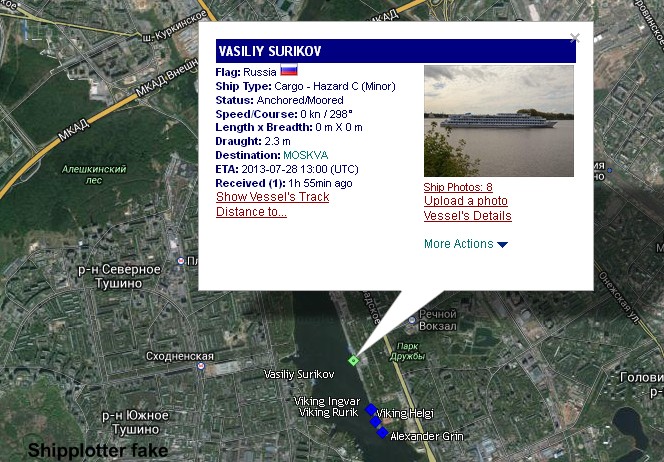 ш. Куркинское
МКАД Внешн
МКАД
Алешкинский
лес
VASILIY SURIKOV
Flag: Russia
Ship Type: Cargo - Hazard C (Minor)
Status: Anchored/Moored
Speed/Course: 0 kn / 298°
Length x Breadth: 0 m X 0 m
Draught: 2.3 m
Destination: MOSKVA
ETA: 2013-07-28 13:00 (UTC)
Received (1): 1h 55min ago
Show Vessel's Track
Distance to...
Ship Photos: 8
Upload a photo
Vessel's Details
More Actions
р-н Северное
Тушино
Речной
Вокзал
Онежская ул.
Парк
Дружбы
Сходненская
Vasiliy Surikov
Viking Ingvar
Viking Rurik
Viking Helgi
Alexander Grin
р-н Южное
Тушино
Голови
Shipplotter fake